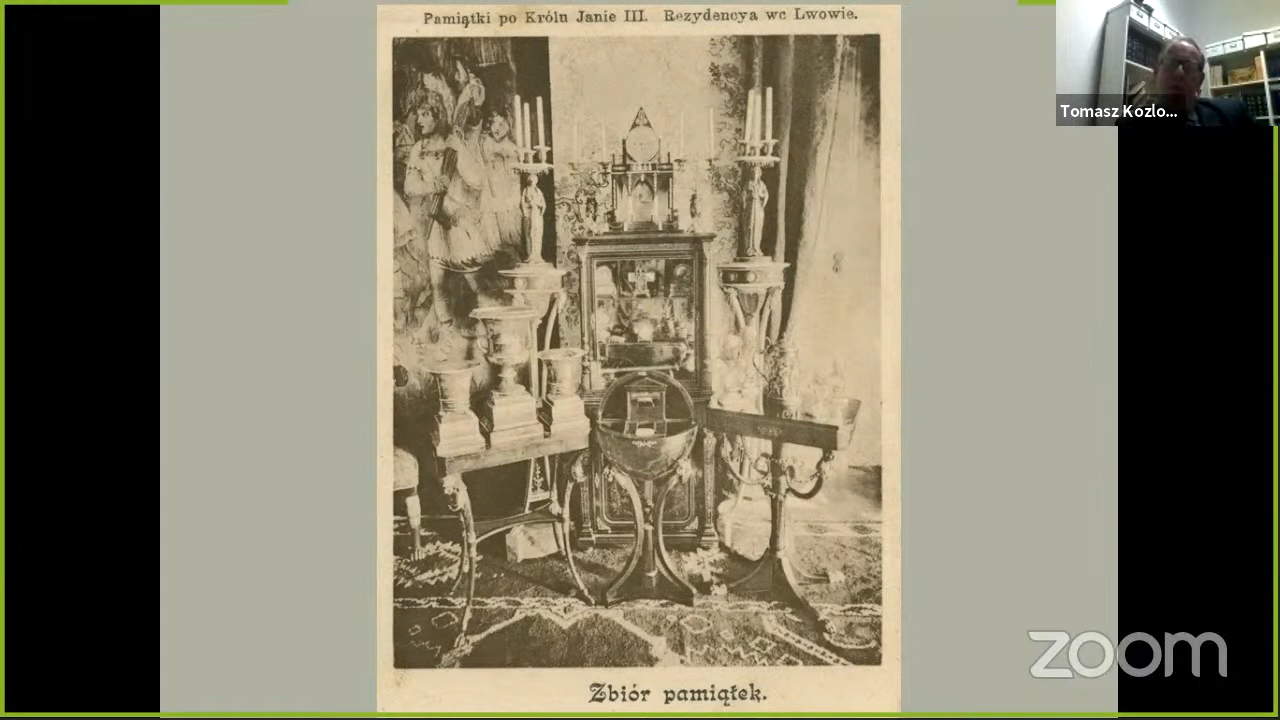 Pamiątki po Królu Janie III. Rezydencya we Lwowie.
Tomasz Kozlo...
zoom
Zbiór pamiątek.